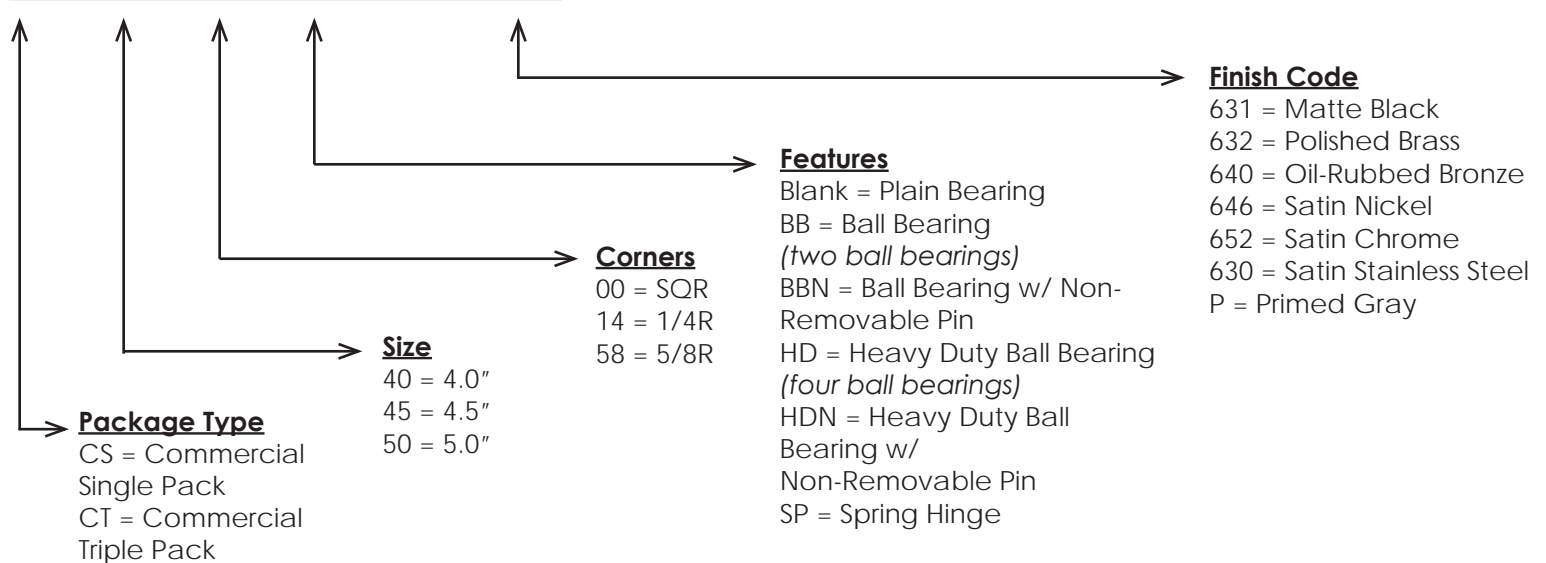 Finish Code
631 = Matte Black
632 = Polished Brass
640 = Oil-Rubbed Bronze
646 = Satin Nickel
652 = Satin Chrome
630 = Satin Stainless Steel
P = Primed Gray
Features
Blank = Plain Bearing
BB = Ball Bearing
(two ball bearings)
BBN = Ball Bearing w/ Non-
Removable Pin
HD = Heavy Duty Ball Bearing
(four ball bearings)
HDN = Heavy Duty Ball
Bearing w/
Non-Removable Pin
SP = Spring Hinge
Corners
00 = SQR
14 = 1/4R
58 = 5/8R
Size
40 = 4.0"
45 = 4.5"
50 = 5.0"
Package Type
CS = Commercial
Single Pack
CT = Commercial
Triple Pack